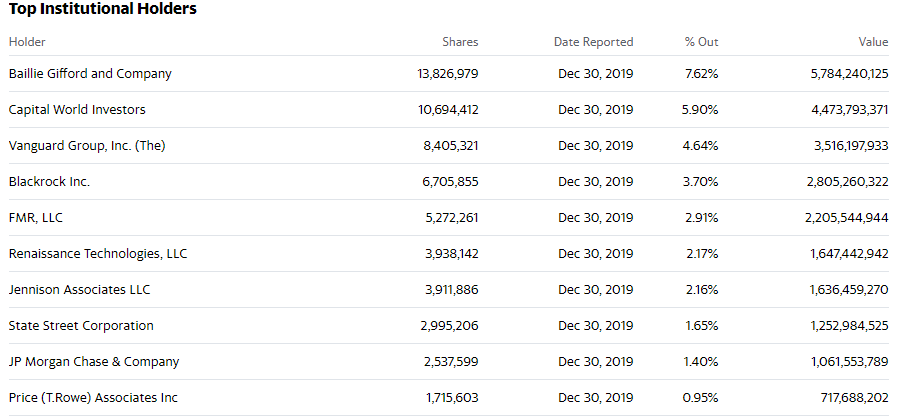 Top Institutional Holders
Holder Shares Date Reported % Out Value
Baillie Gifford and Company 13,826,979 Dec 30, 2019 7.62% 5,784,240,125
Capital World Investors 10,694,412 Dec 30, 2019 5.90% 4,473,793,371
Vanguard Group, Inc. (The) 8,405,321 Dec 30, 2019 4.64% 3,516,197,933
Blackrock Inc. 6,705,855 Dec 30, 2019 3.70% 2,805,260,322
FMR, LLC 5,272,261 Dec 30, 2019 2.91% 2,205,544,944
Renaissance Technologies, LLC 3,938,142 Dec 30, 2019 2.17% 1,647,442,942
Jennison Associates LLC 3,911,886 Dec 30, 2019 2.16% 1,636,459,270
State Street Corporation 2,995,206 Dec 30, 2019 1.65% 1,252,984,525
JP Morgan Chase & Company 2,537,599 Dec 30, 2019 1.40% 1,061,553,789
Price (T.Rowe) Associates Inc 1,715,603 Dec 30, 2019 0.95% 717,688,202